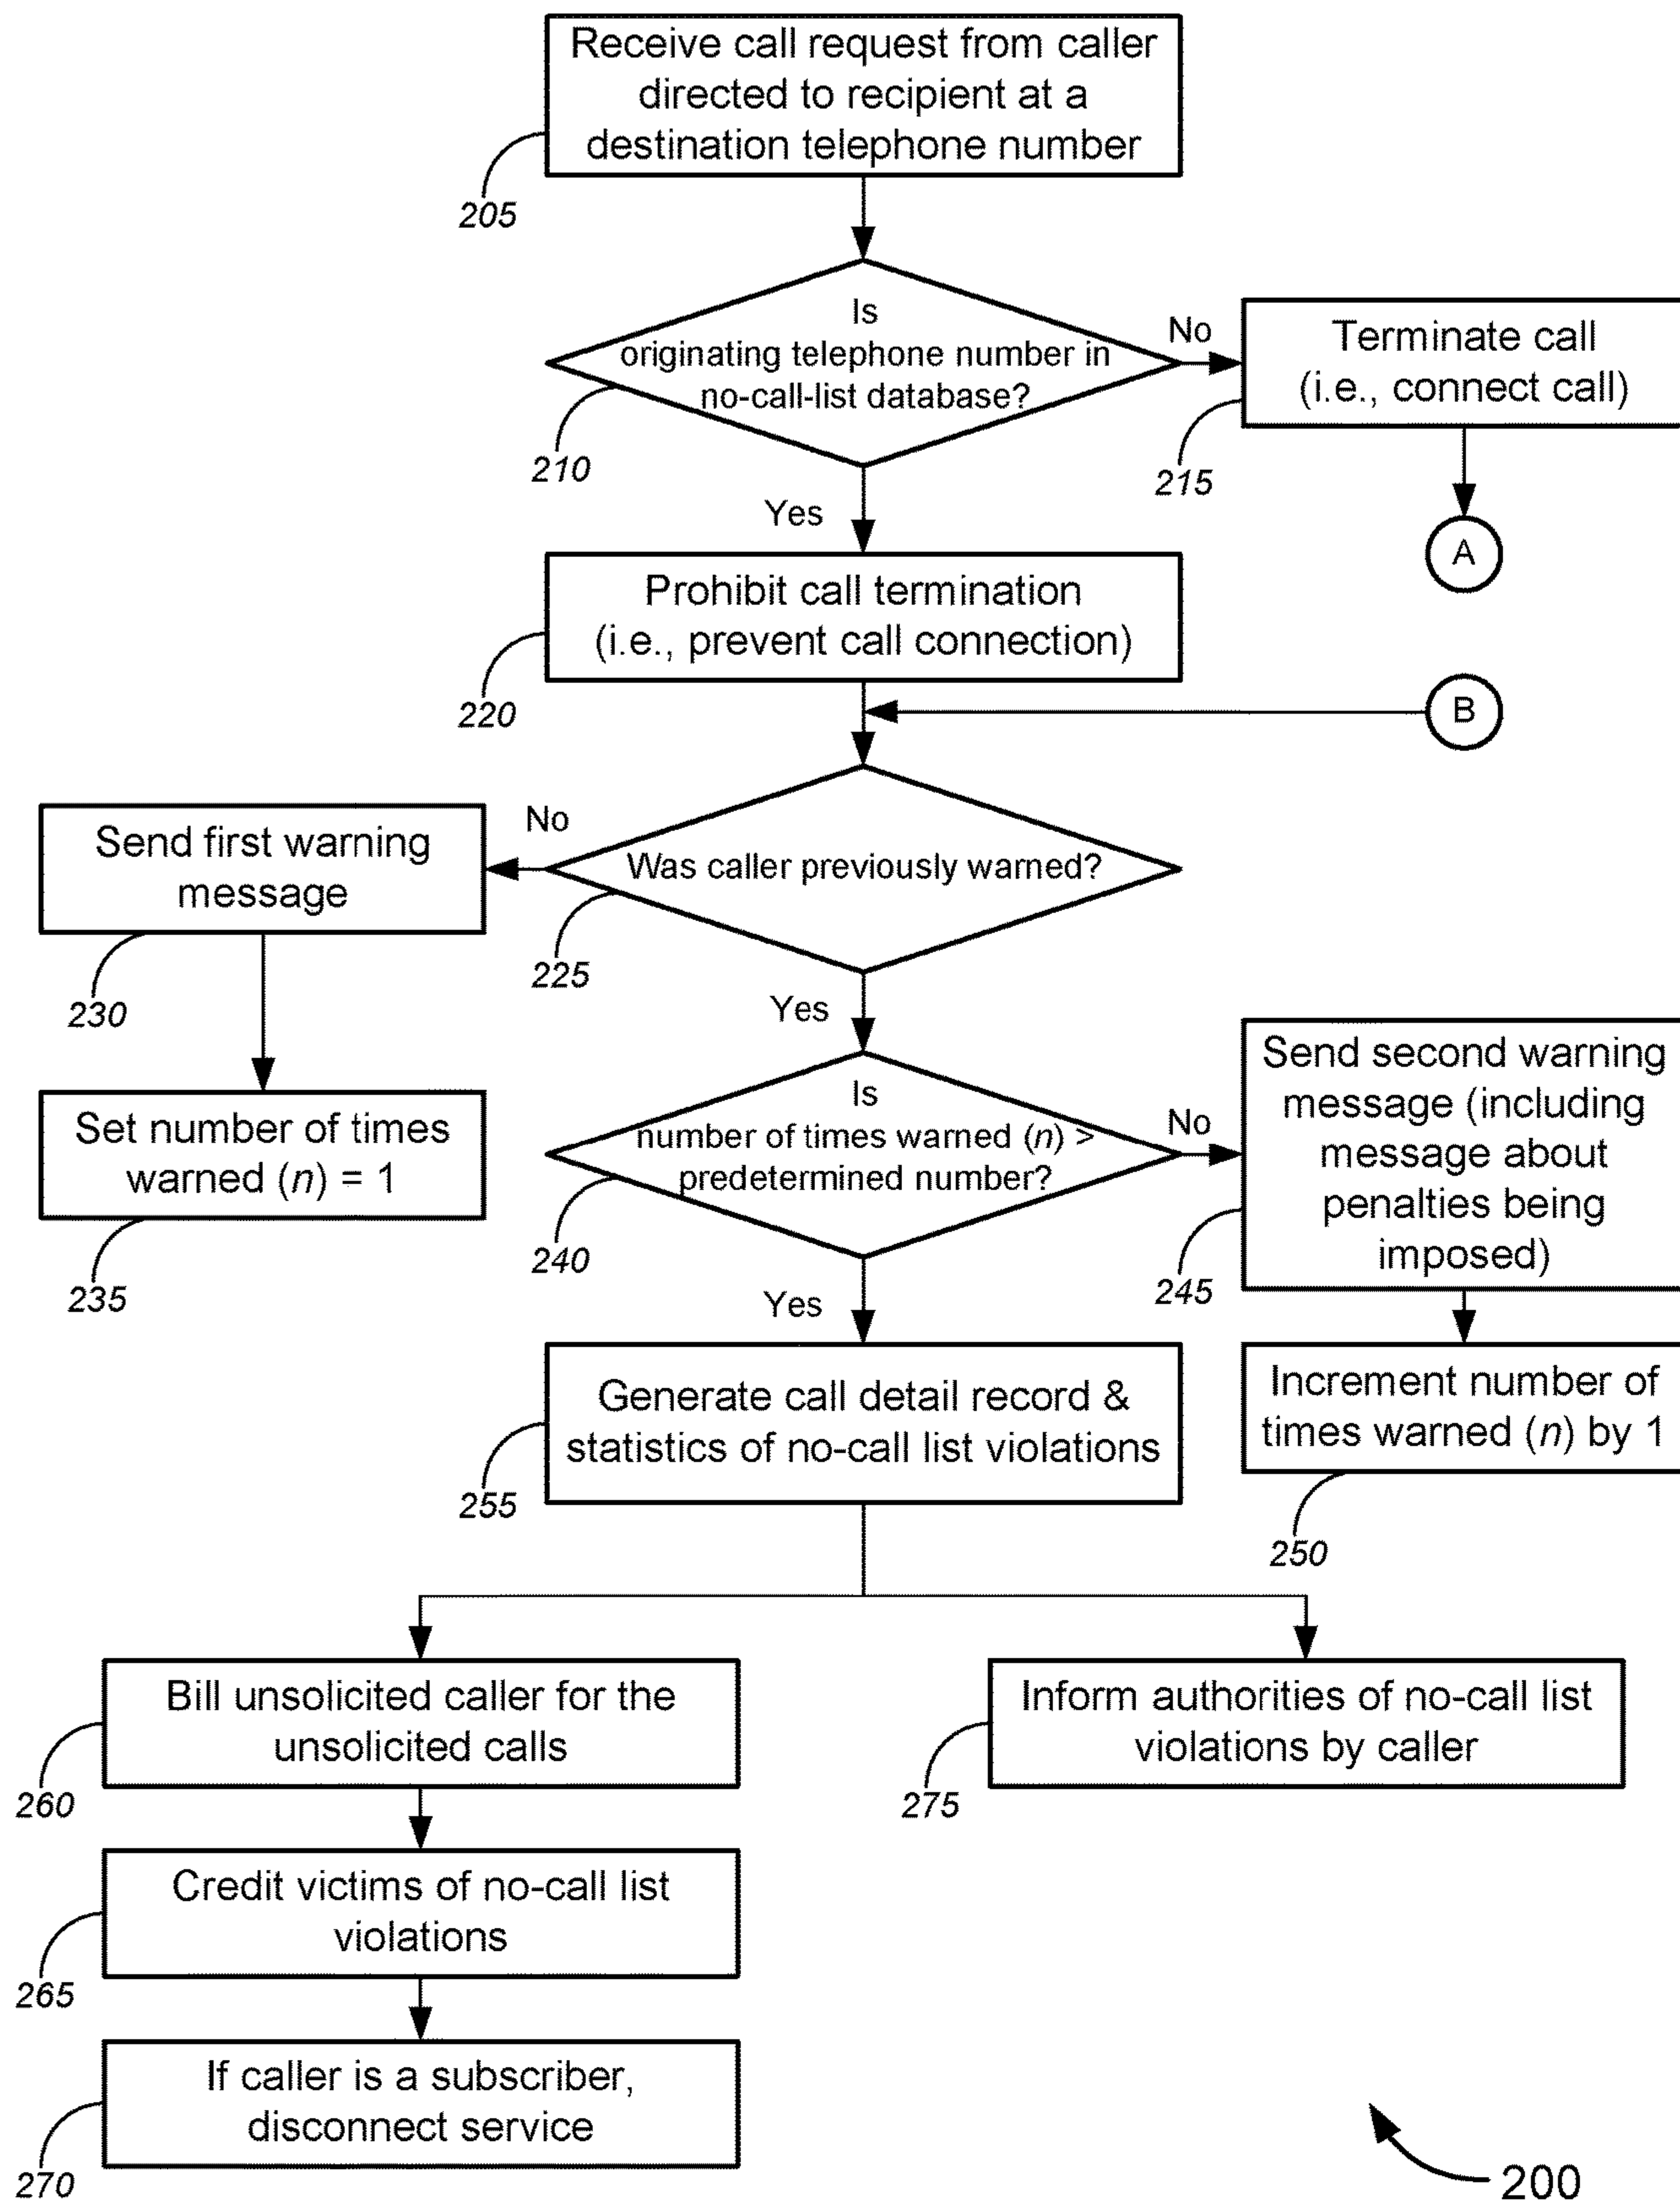 Receive call request from caller
directed to recipient at a
destination telephone number
205
Is
originating telephone number in
no-call-list database?
210
No
Terminate call
(i.e., connect call)
215
A
Yes
Prohibit call termination
(i.e., prevent call connection)
220
B
Was caller previously warned?
225
No
Send first warning
message
230
Set number of times
warned (n) = 1
235
Yes
Is
number of times warned (n) >
predetermined number?
240
No
Send second warning
message (including
message about
penalties being
imposed)
245
Increment number of
times warned (n) by 1
250
Yes
Generate call detail record &
statistics of no-call list violations
255
Bill unsolicited caller for the
unsolicited calls
260
Credit victims of no-call list
violations
265
If caller is a subscriber,
disconnect service
270
Inform authorities of no-call list
violations by caller
275
200